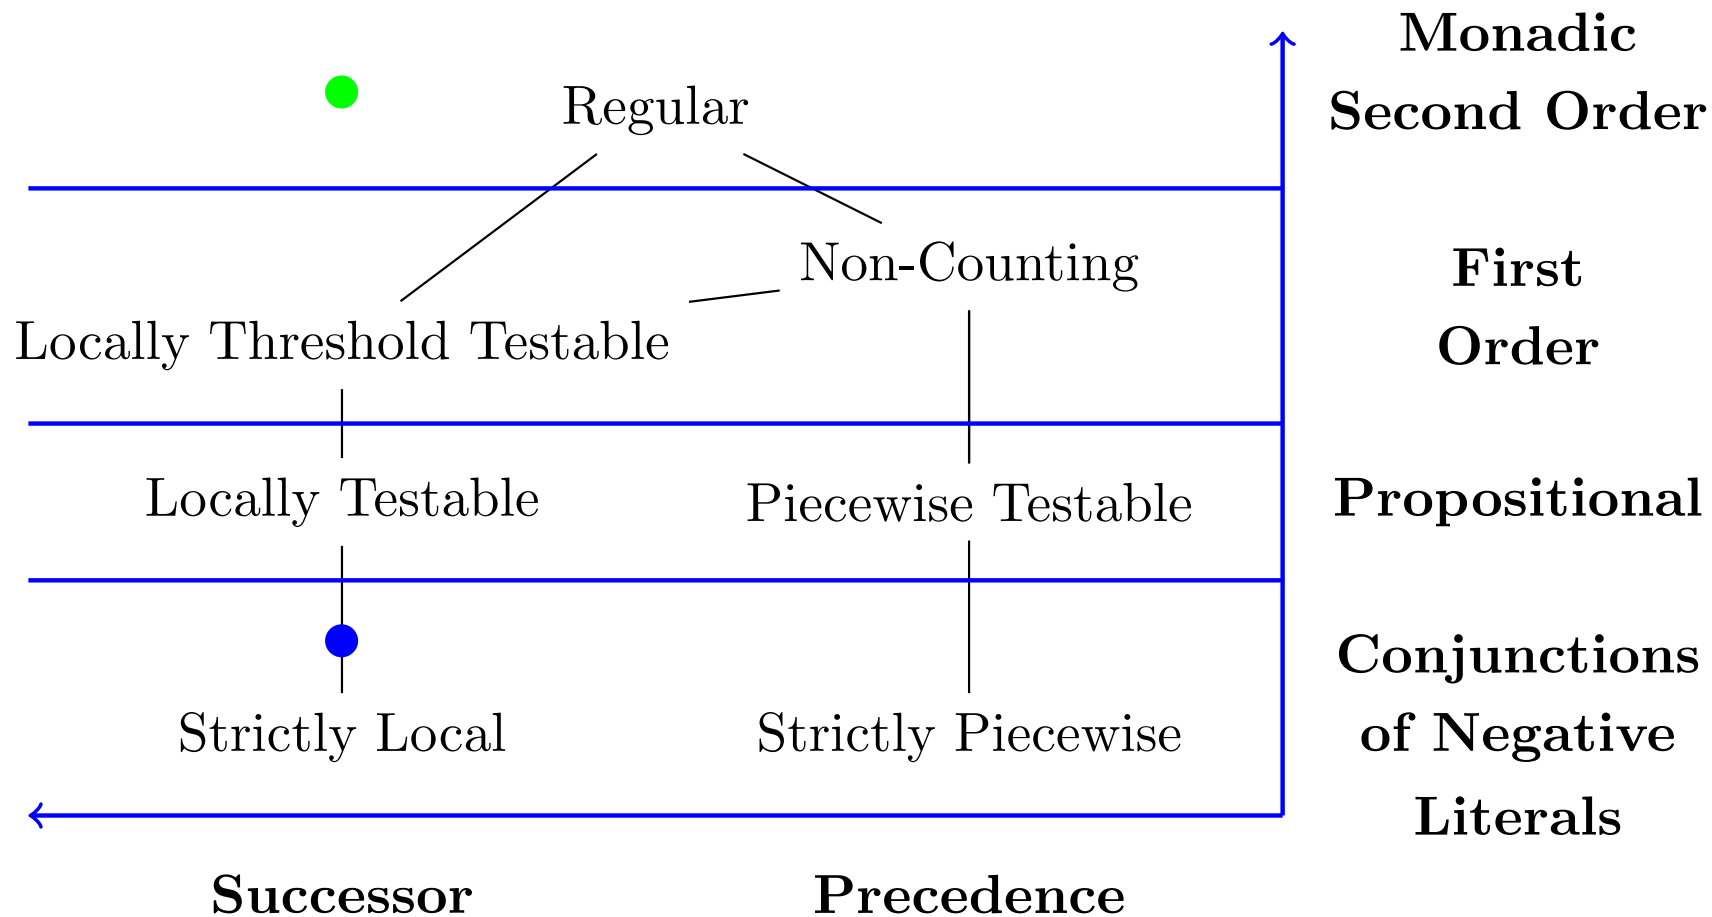 Monadic
Second Order
Regular
Non-Counting
First
Order
Locally Threshold Testable
Locally Testable
Piecewise Testable
Propositional
Conjunctions
of Negative
Literals
Strictly Local
Strictly Piecewise
Successor
Precedence